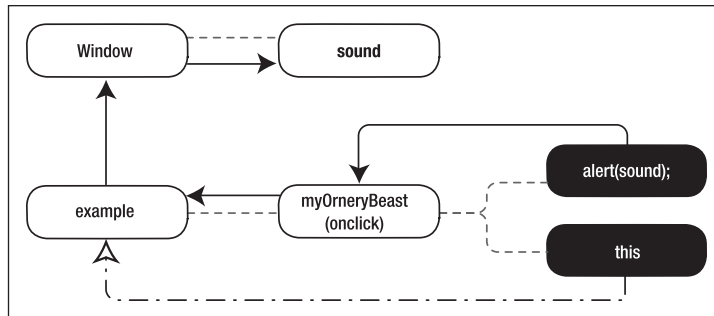 Window
sound
alert(sound);
example
myOrneryBeast
(onclick)
this